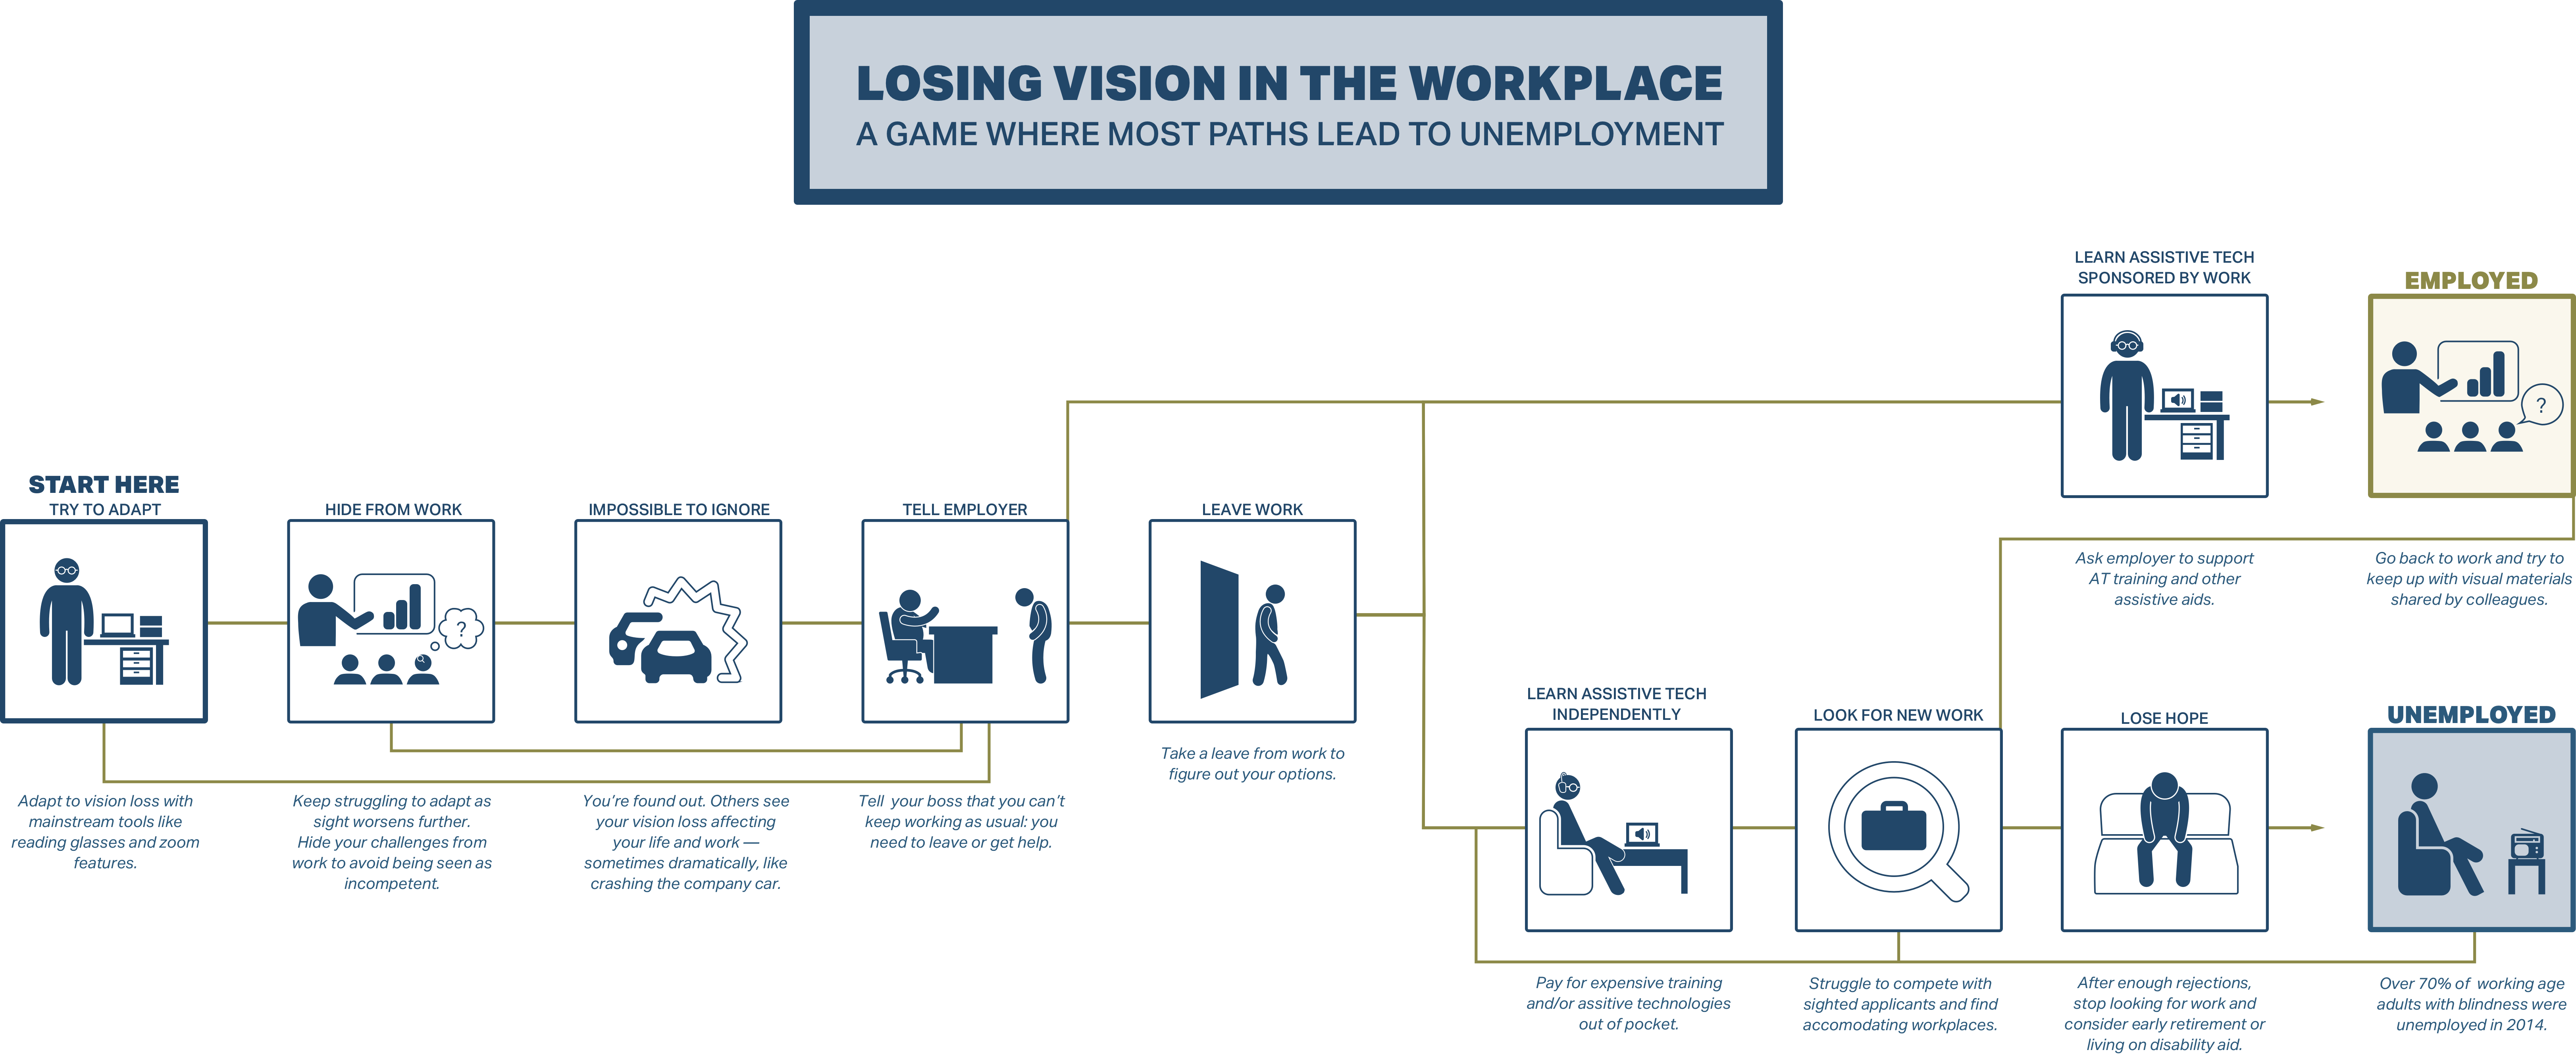 LOSING VISION IN THE WORKPLACE
A GAME WHERE MOST PATHS LEAD TO UNEMPLOYMENT
START HERE
TRY TO ADAPT
Adapt to vision loss with
mainstream tools like
reading glasses and zoom
features.
HIDE FROM WORK
?
Keep struggling to adapt as
sight worsens further.
Hide your challenges from
work to avoid being seen as
incompetent.
IMPOSSIBLE TO IGNORE
You’re found out. Others see
your vision loss affecting
your life and work —
sometimes dramatically, like
crashing the company car.
TELL EMPLOYER
Tell your boss that you can’t
keep working as usual: you
need to leave or get help.
LEAVE WORK
Take a leave from work to
figure out your options.
LEARN ASSISTIVE TECH
SPONSORED BY WORK
Ask employer to support
AT training and other
assistive aids.
EMPLOYED
?
Go back to work and try to
keep up with visual materials
shared by colleagues.
LEARN ASSISTIVE TECH
INDEPENDENTLY
Pay for expensive training
and/or assitive technologies
out of pocket.
LOOK FOR NEW WORK
Struggle to compete with
sighted applicants and find
accomodating workplaces.
LOSE HOPE
After enough rejections,
stop looking for work and
consider early retirement or
living on disability aid.
UNEMPLOYED
Over 70% of working age
adults with blindness were
unemployed in 2014.